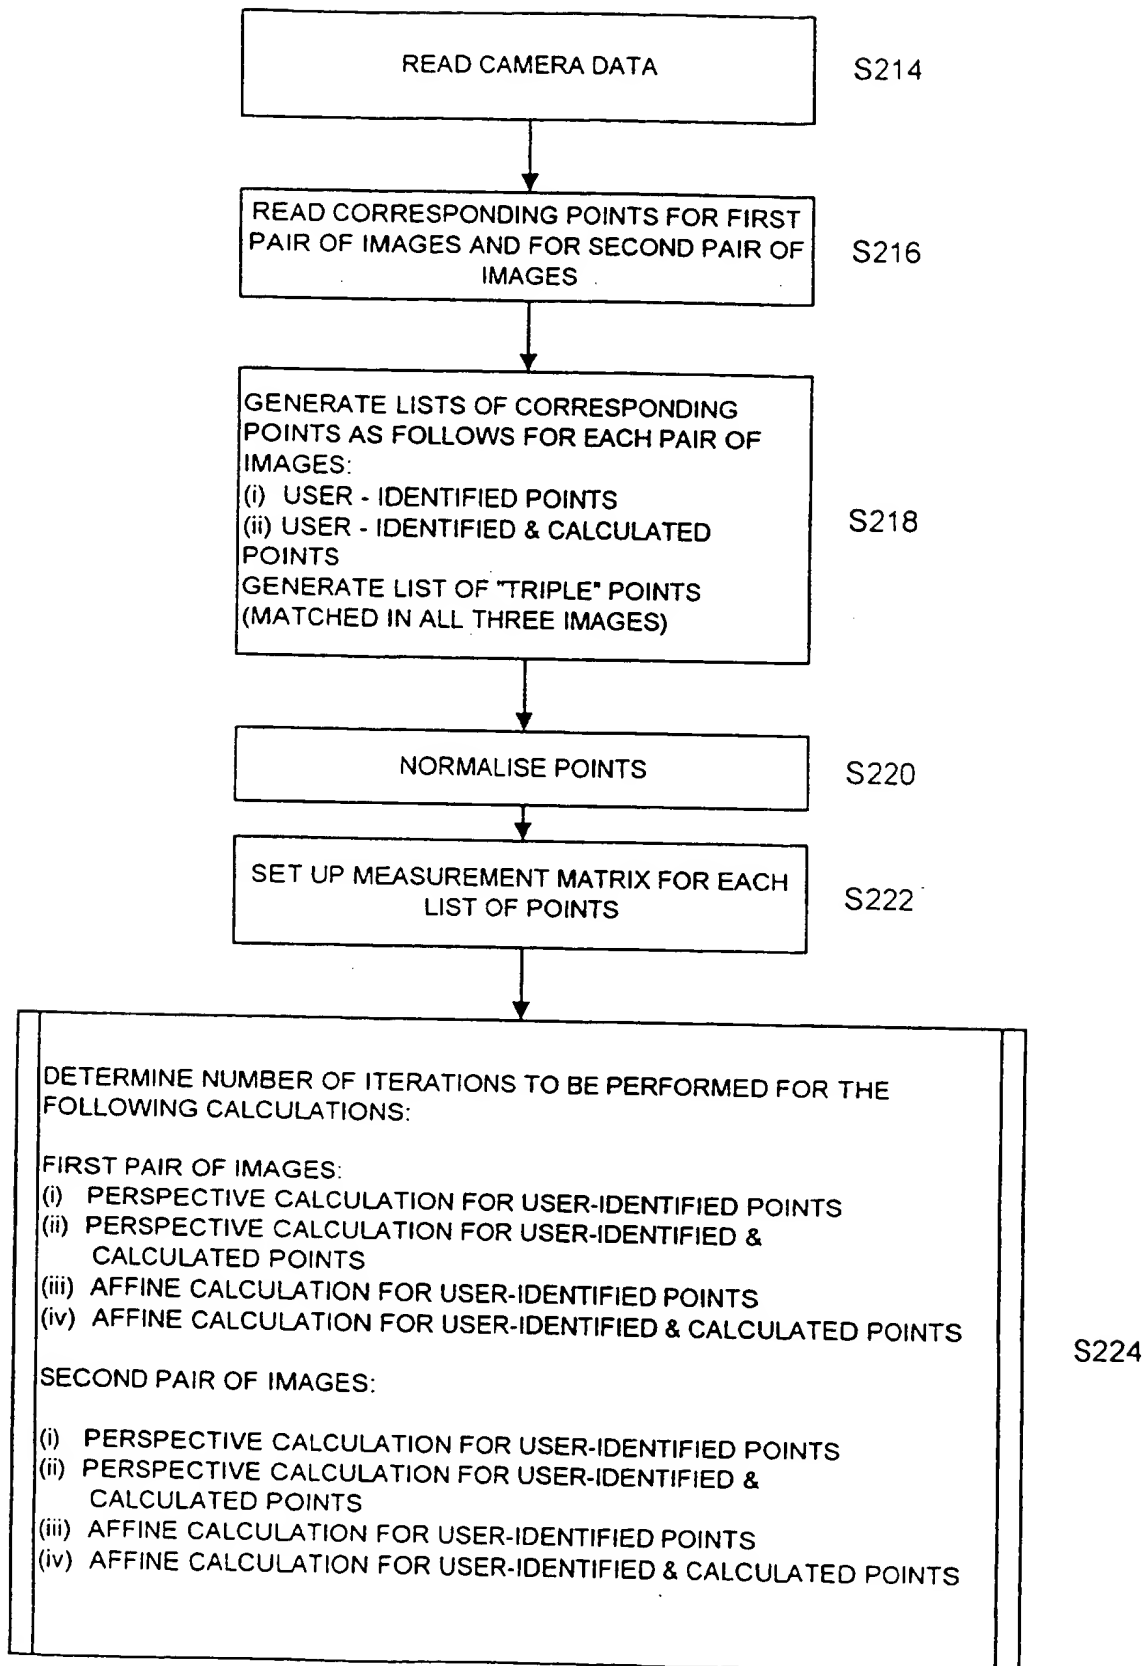 READ CAMERA DATA
S214
READ CORRESPONDING POINTS FOR FIRST
PAIR OF IMAGES AND FOR SECOND PAIR OF
IMAGES
S216
GENERATE LISTS OF CORRESPONDING
POINTS AS FOLLOWS FOR EACH PAIR OF
IMAGES:
(i) USER - IDENTIFIED POINTS
(ii) USER - IDENTIFIED & CALCULATED
POINTS
GENERATE LIST OF "TRIPLE" POINTS
(MATCHED IN ALL THREE IMAGES)
S218
NORMALISE POINTS
S220
SET UP MEASUREMENT MATRIX FOR EACH
LIST OF POINTS
S222
DETERMINE NUMBER OF ITERATIONS TO BE PERFORMED FOR THE
FOLLOWING CALCULATIONS:
FIRST PAIR OF IMAGES:
(i) PERSPECTIVE CALCULATION FOR USER-IDENTIFIED POINTS
(ii) PERSPECTIVE CALCULATION FOR USER-IDENTIFIED &
CALCULATED POINTS
(iii) AFFINE CALCULATION FOR USER-IDENTIFIED POINTS
(iv) AFFINE CALCULATION FOR USER-IDENTIFIED & CALCULATED POINTS
SECOND PAIR OF IMAGES:
(i) PERSPECTIVE CALCULATION FOR USER-IDENTIFIED POINTS
(ii) PERSPECTIVE CALCULATION FOR USER-IDENTIFIED &
CALCULATED POINTS
(iii) AFFINE CALCULATION FOR USER-IDENTIFIED POINTS
(iv) AFFINE CALCULATION FOR USER-IDENTIFIED & CALCULATED POINTS
S224